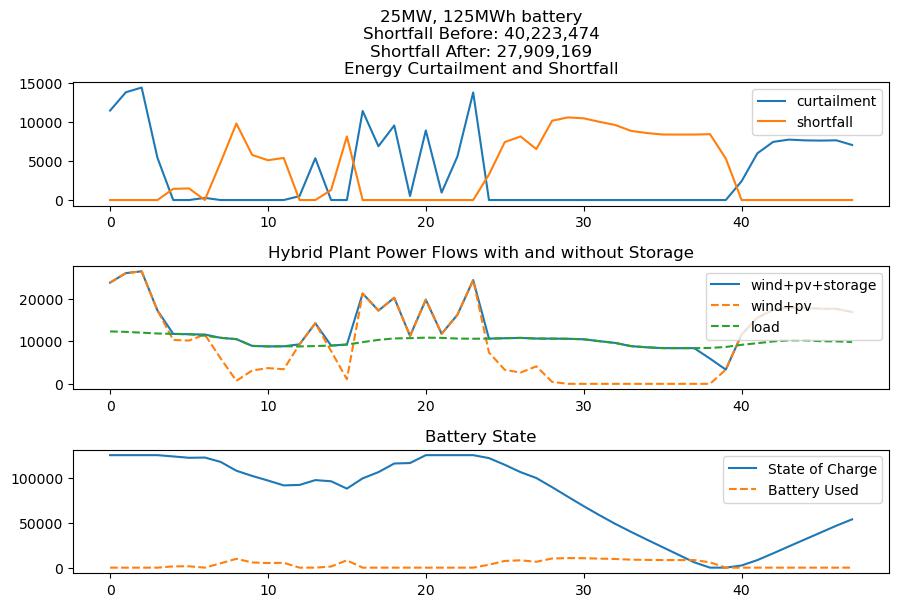 25MW, 125MWh battery
Shortfall Before: 40,223,474
Shortfall After: 27,909,169
Energy Curtailment and Shortfall
15000
10000
5000
0
curtailment
shortfall
0 10 20 30 40
Hybrid Plant Power Flows with and without Storage
20000
10000
0
wind+pv+storage
wind+pv
load
0 10 20 30 40
Battery State
100000
50000
0
State of Charge
Battery Used
0 10 20 30 40